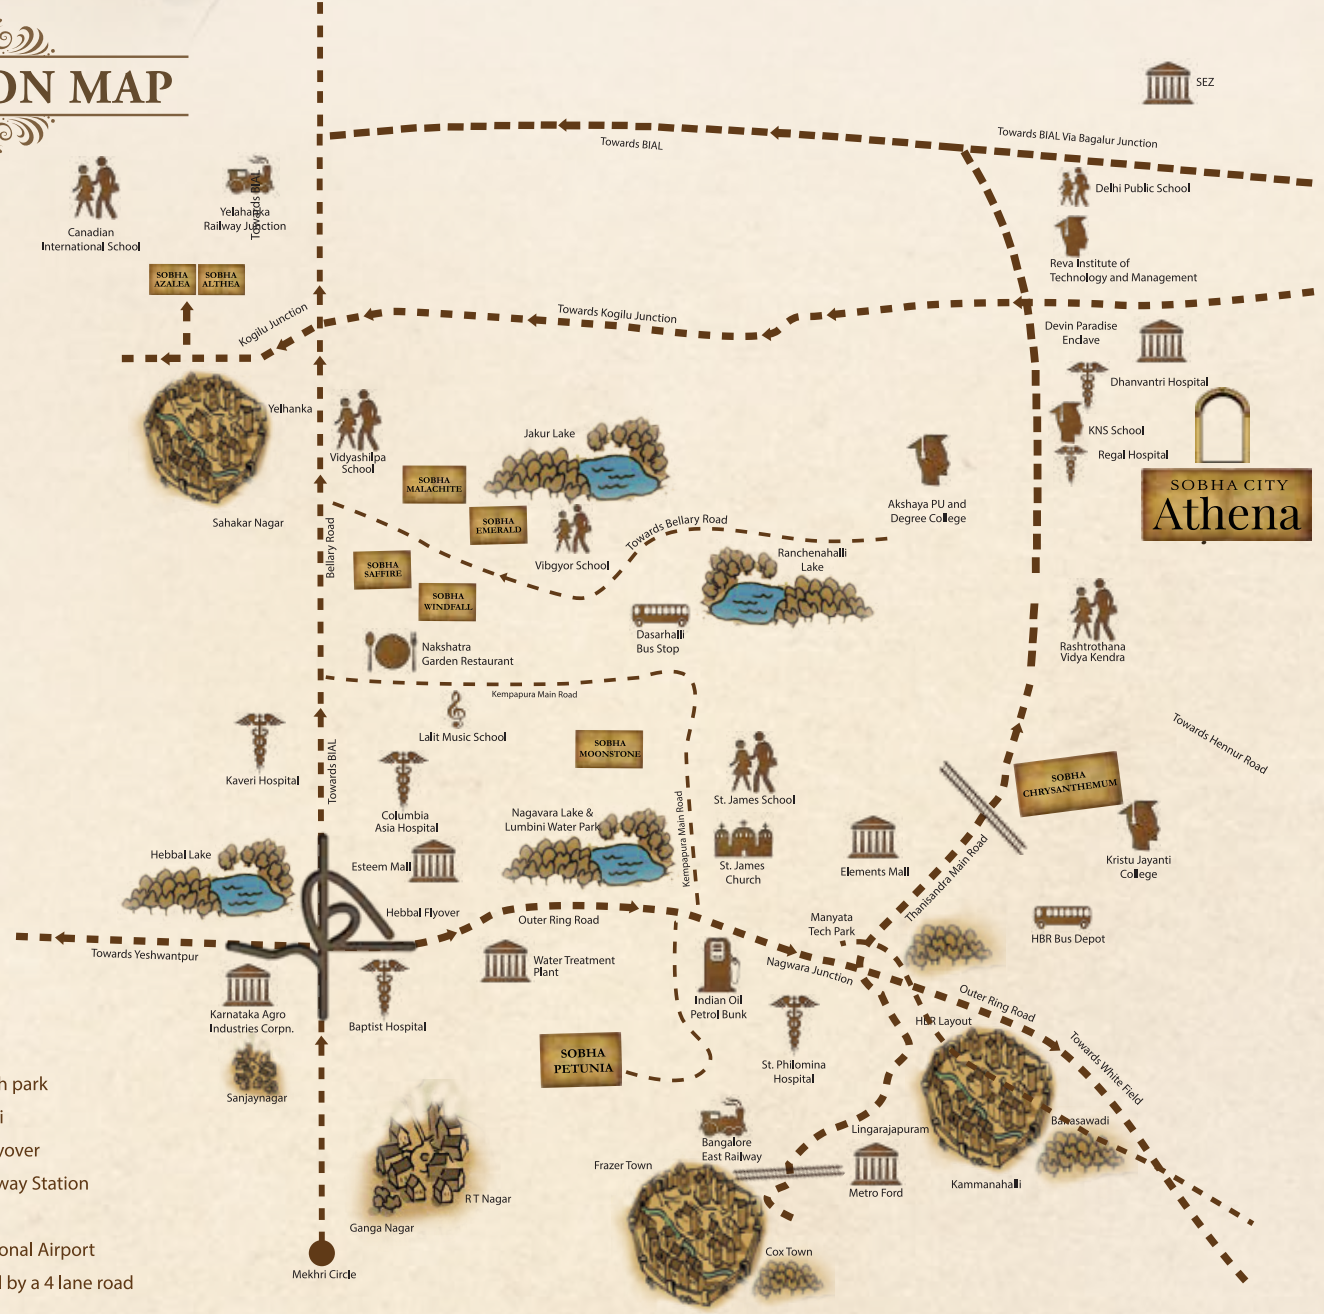 ON MAP
SEZ
Towards BIAL Via Bagalur Junction
Towards BIAL
Delhi Public School
Canadian
International School
Yelahanka
Railway Junction
Towards BIAL
Reva Institute of
Technology and Management
SOBHA
AZALEA
SOBHA
ALTHEA
Kogilu Junction
Towards Kogilu Junction
Devin Paradise
Enclave
Dhanvantri Hospital
Yelhanka
KNS School
Jakur Lake
Vidyashilpa
School
Regal Hospital
SOBHA
MALACHITE
SOBHA CITY
Athena
Akshaya PU and
Degree College
Sahakar Nagar
SOBHA
EMERALD
Towards Bellary Road
Bellary Road
Vibgyor School
Ranchenahalli
Lake
SOBHA
SAFFIRE
SOBHA
WINDFALL
Dasarhalli
Bus Stop
Nakshatra
Garden Restaurant
Rashtrothana
Vidya Kendra
Kempapura Main Road
Lalit Music School
Towards Hennur Road
SOBHA
MOONSTONE
Kaveri Hospital
Towards BIAL
SOBHA
CHRYSANTHEMUM
St. James School
Columbia
Asia Hospital
Nagavara Lake &
Lumbini Water Park
Kempapura Main Road
Hebbal Lake
Esteem Mall
St. James
Church
Elements Mall
Thanisandra Main Road
Kristu Jayanti
College
Hebbal Flyover
Outer Ring Road
Manyata
Tech Park
HBR Bus Depot
Towards Yeshwantpur
Water Treatment
Plant
Nagwara Junction
Indian Oil
Petrol Bunk
Outer Ring Road
Karnataka Agro
Industries Corpn.
Baptist Hospital
HBR Layout
SOBHA
PETUNIA
St. Philomina
Hospital
Towards White Field
h park
Sanjaynagar
i
Lingarajapuram
Banasawadi
yover
Bangalore
East Railway
Frazer Town
way Station
Metro Ford
Kammanahalli
R T Nagar
Ganga Nagar
onal Airport
Cox Town
Mekhri Circle
d by a 4 lane road